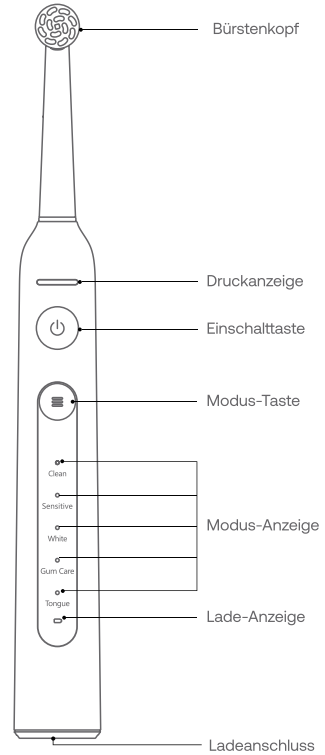 Bürstenkopf
Druckanzeige
Einschalttaste
Modus-Taste
Clean
Sensitive
White
Modus-Anzeige
Gum Care
Tongue
Lade-Anzeige
Ladeanschluss